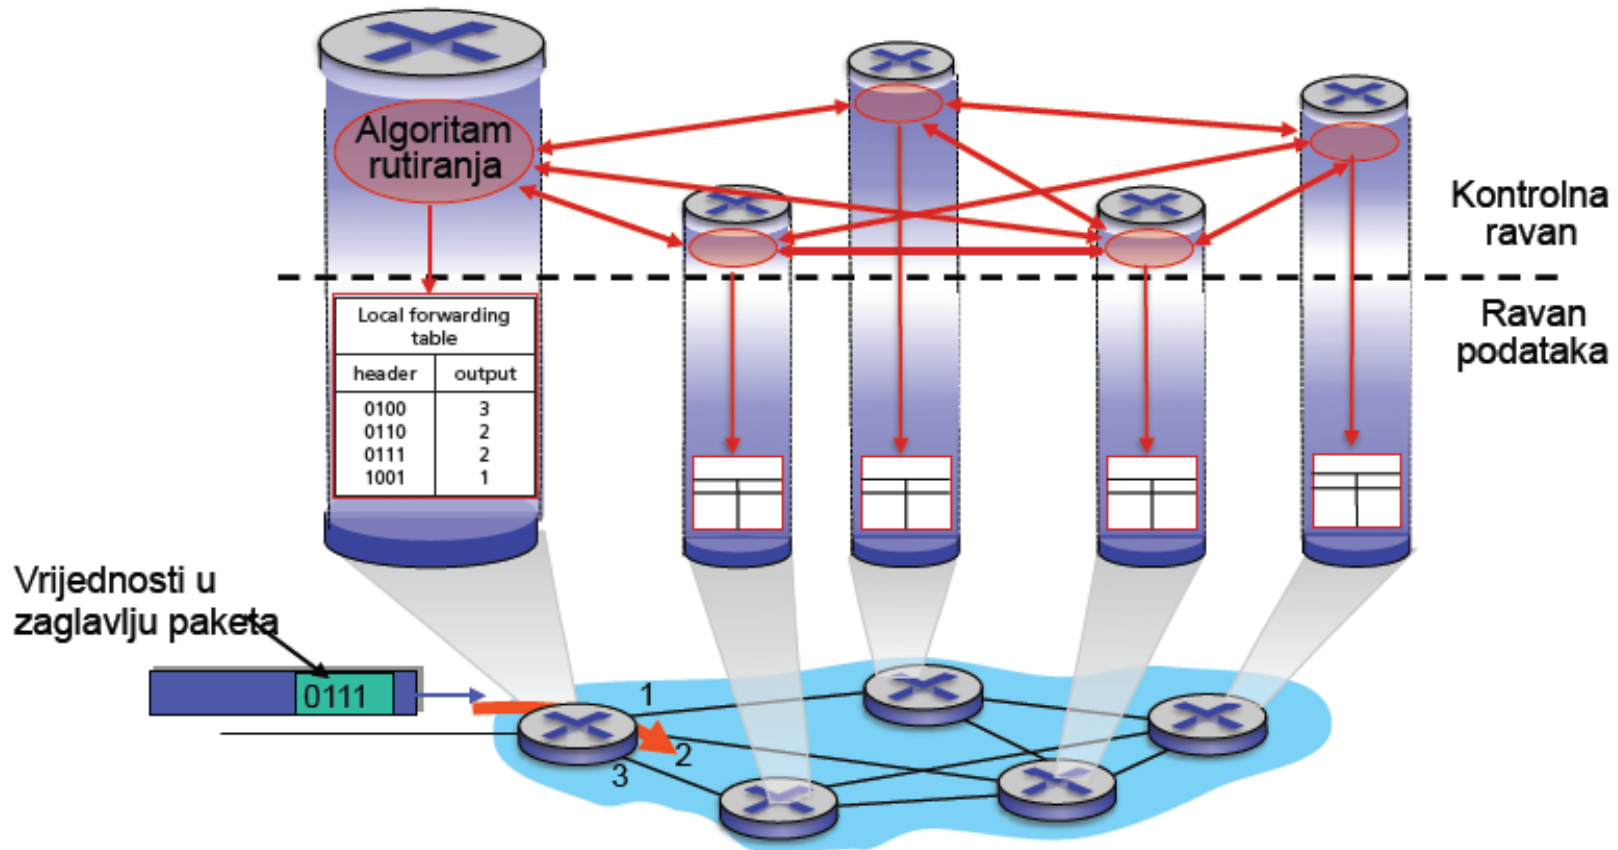 Algoritam
rutiranja
Kontrolna
ravan
Ravan
podataka
Local forwarding
table
header output
0100 3
0110 2
0111 2
1001 1
Vrijednosti u
zaglavlju paketa
0111
1
2
3